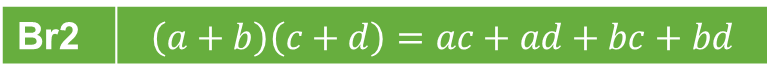 Br2 (a + b)(c + d) = ac + ad + bc + bd